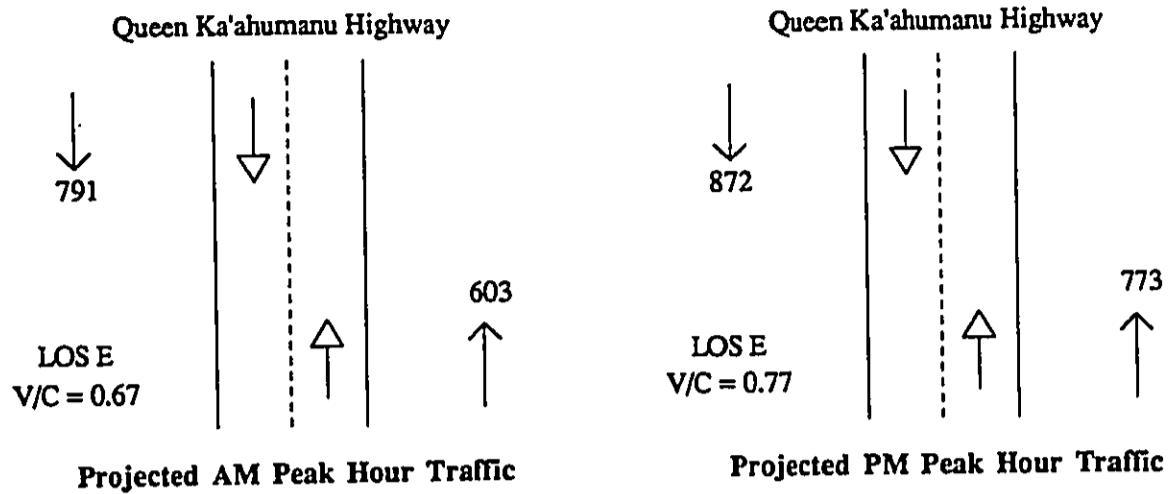 Queen Ka'ahumanu Highway
791
603
LOS E
V/C = 0.67
Projected AM Peak Hour Traffic
Queen Ka'ahumanu Highway
872
773
LOS E
V/C = 0.77
Projected PM Peak Hour Traffic